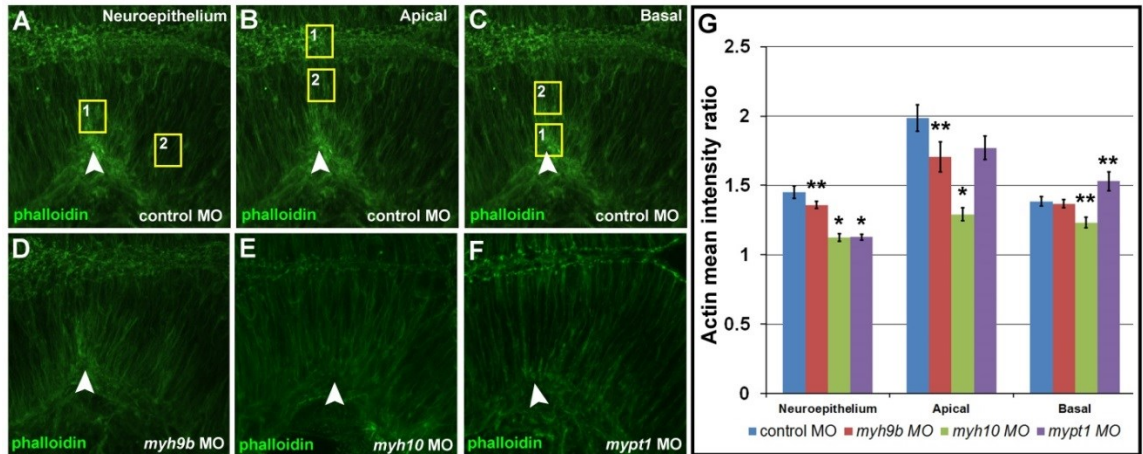 A Neuroepithelium
1
2
phalloidin control MO
B Apical
1
2
phalloidin control MO
C Basal
2
1
phalloidin control MO
D
phalloidin myh9b MO
E
phalloidin myh10 MO
F
phalloidin mypt1 MO
G
Actin mean intensity ratio
2.5
2
1.5
1
0.5
0
**
*
*
**
*
**
**
Neuroepithelium Apical Basal
control MO myh9b MO myh10 MO mypt1 MO